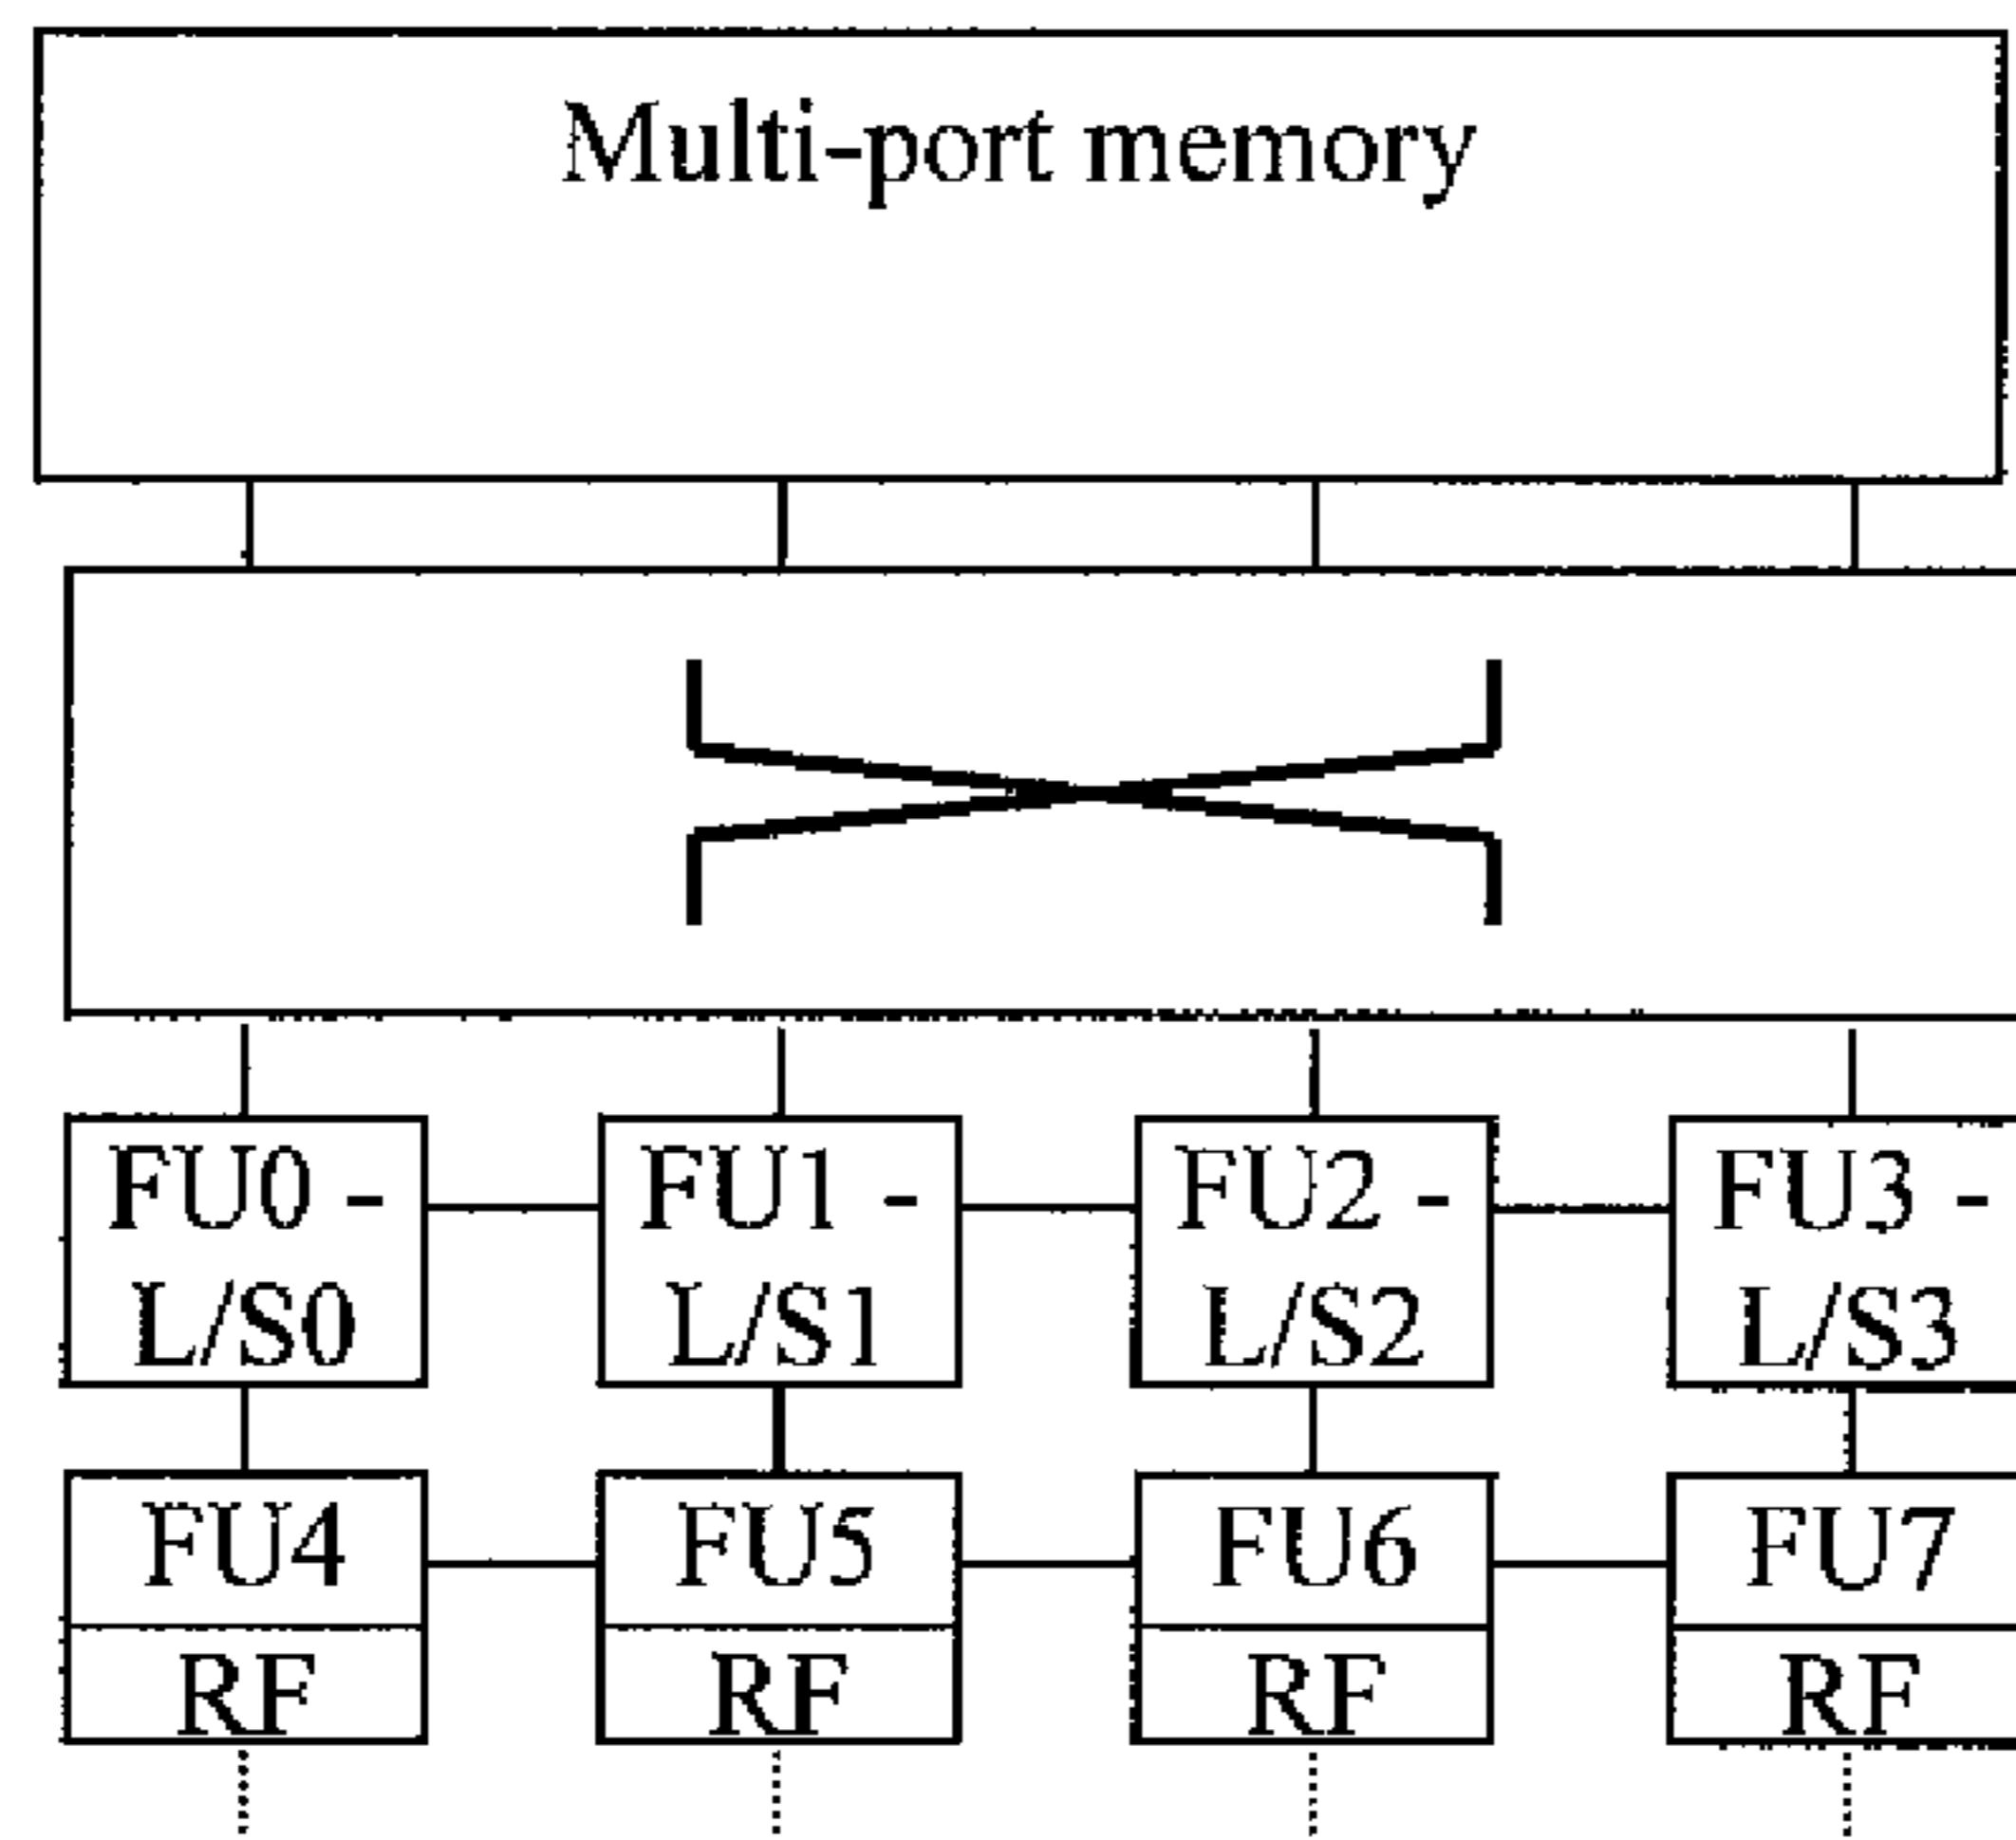 Multi-port memory
FU0 -
L/S0
FU1 -
L/S1
FU2 -
L/S2
FU3 -
L/S3
FU4
RF
FU5
RF
FU6
RF
FU7
RF